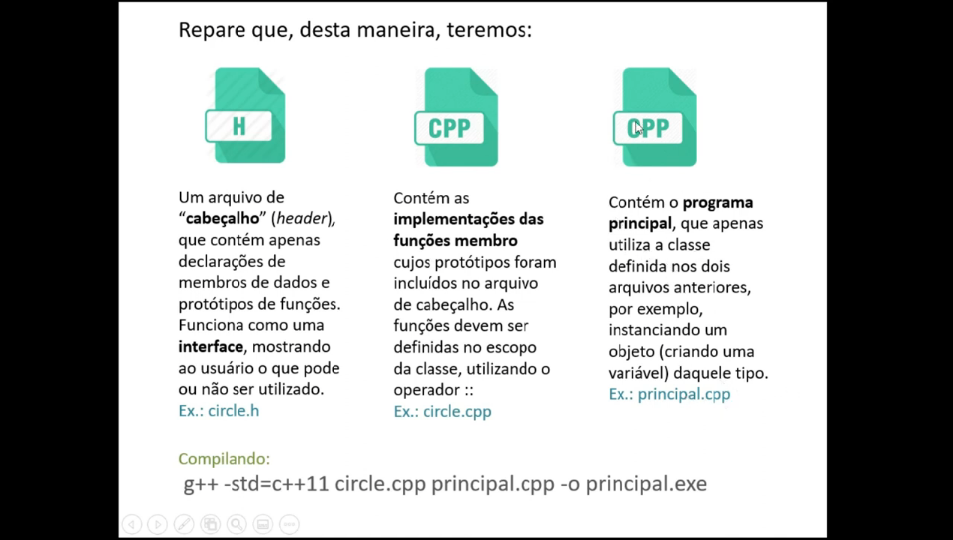 Repare que, desta maneira, teremos:
H
CPP
CPP
Um arquivo de
“cabeçalho” (header),
que contém apenas
declarações de
membros de dados e
protótipos de funções.
Funciona como uma
interface, mostrando
ao usuário o que pode
ou não ser utilizado.
Ex.: circle.h
Contém as
implementações das
funções membro
cujos protótipos foram
incluídos no arquivo
de cabeçalho. As
funções devem ser
definidas no escopo
da classe, utilizando o
operador ::
Ex.: circle.cpp
Contém o programa
principal, que apenas
utiliza a classe
definida nos dois
arquivos anteriores,
por exemplo,
instanciando um
objeto (criando uma
variável) daquele tipo.
Ex.: principal.cpp
Compilando:
g++ -std=c++11 circle.cpp principal.cpp -o principal.exe